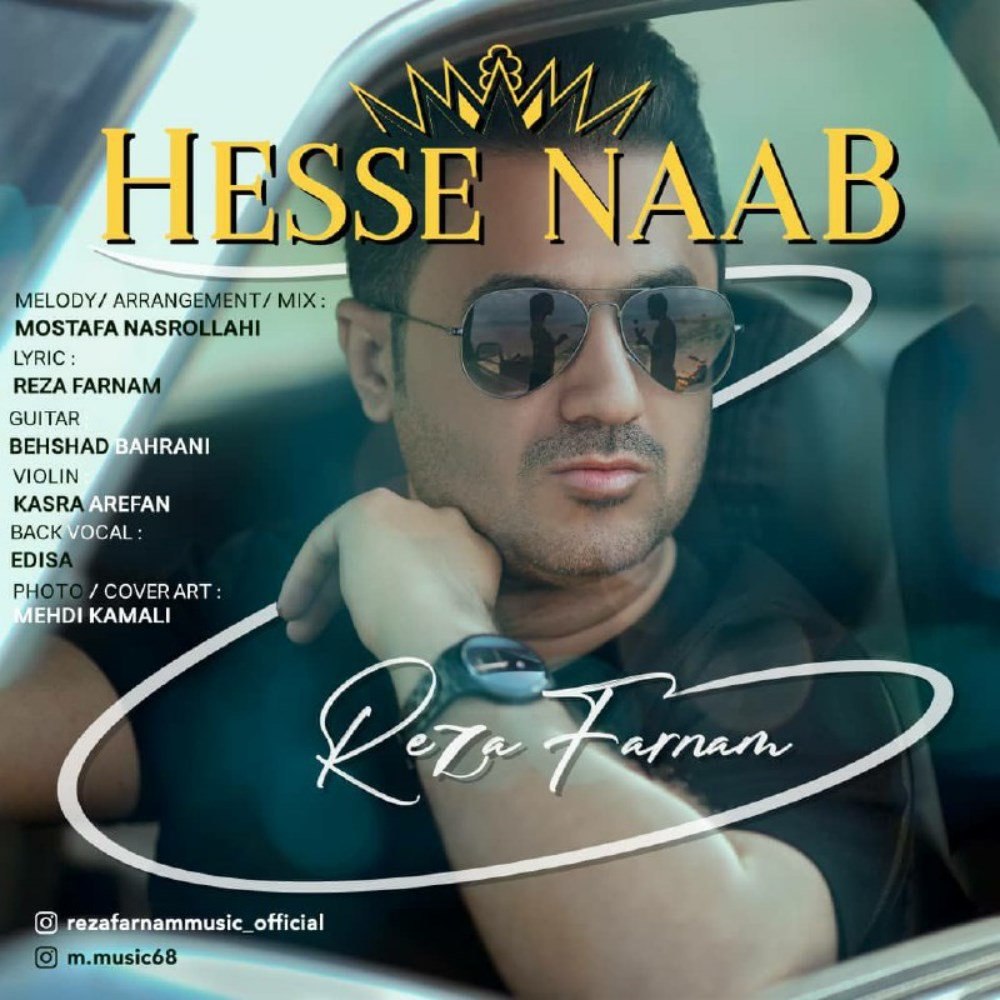 HESSE NAAB
MELODY/ ARRANGEMENT/ MIX :
MOSTAFA NASROLLAHI
LYRIC :
REZA FARNAM
GUITAR
BEHSHAD BAHRANI
VIOLIN
KASRA AREFAN
BACK VOCAL :
EDISA
PHOTO / COVER ART :
MEHDI KAMALI
Reza Farnam
rezafarnammusic_official
m.music68